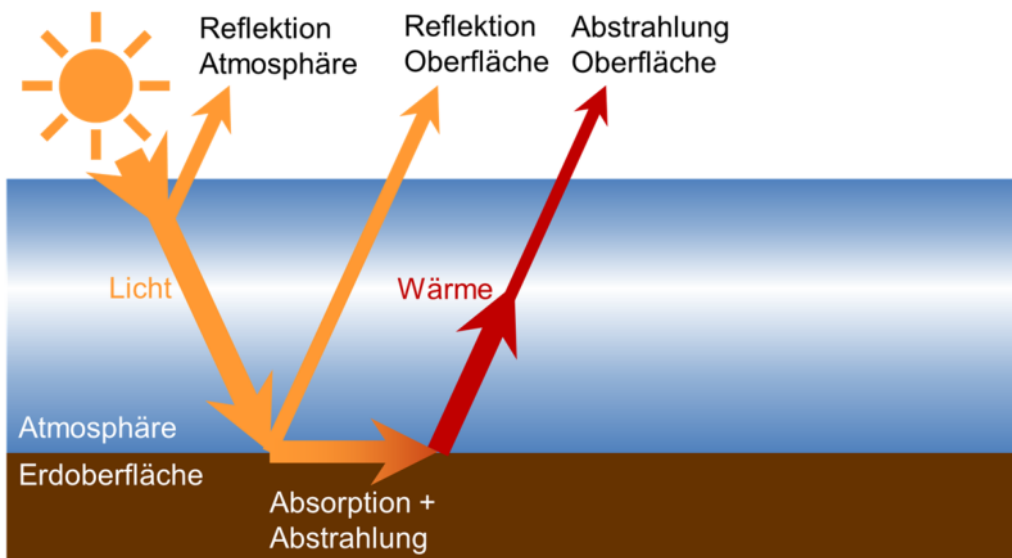 Reflektion
Atmosphäre
Reflektion
Oberfläche
Abstrahlung
Oberfläche
Licht
Wärme
Atmosphäre
Erdoberfläche
Absorption +
Abstrahlung